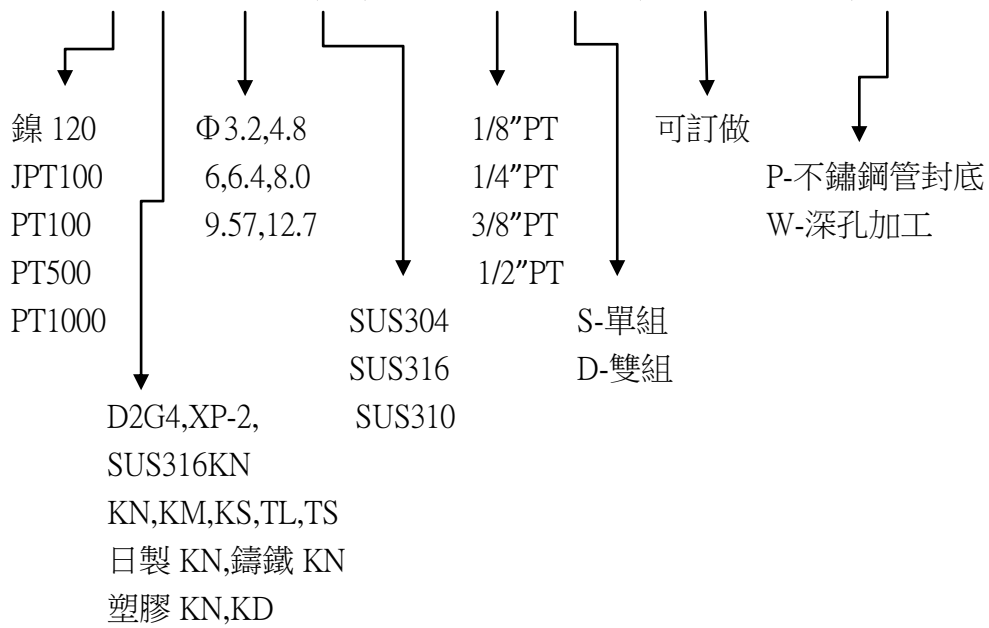 鎳 120
JPT100
PT100
PT500
PT1000
D2G4,XP-2,
SUS316KN
KN,KM,KS,TL,TS
日製 KN,鑄鐵 KN
塑膠 KN,KD
Φ3.2,4.8
6,6.4,8.0
9.57,12.7
SUS304
SUS316
SUS310
1/8”PT
1/4”PT
3/8”PT
1/2”PT
S-單組
D-雙組
可訂做
P-不鏽鋼管封底
W-深孔加工